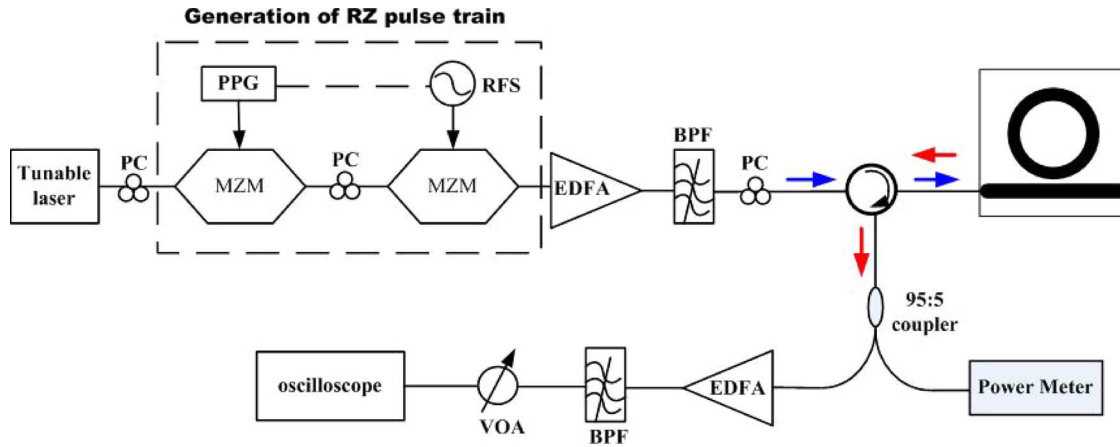 Generation of RZ pulse train
PPG
RFS
Tunable
laser
PC
MZM
PC
MZM
EDFA
BPF
PC
95:5
coupler
oscilloscope
VOA
BPF
EDFA
Power Meter